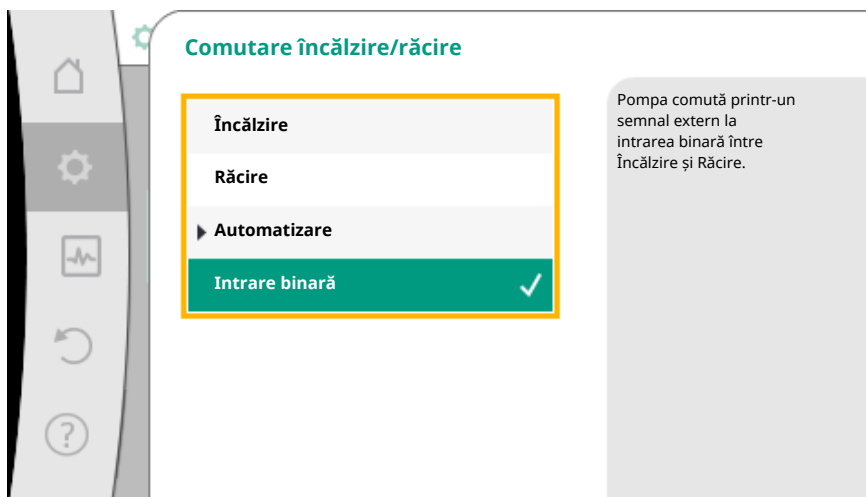 Comutare încălzire/răcire
Încălzire
Răcire
Automatizare
Intrare binară
Pompa comută printr-un
semnal extern la
intrarea binară între
Încălzire și Răcire.
?